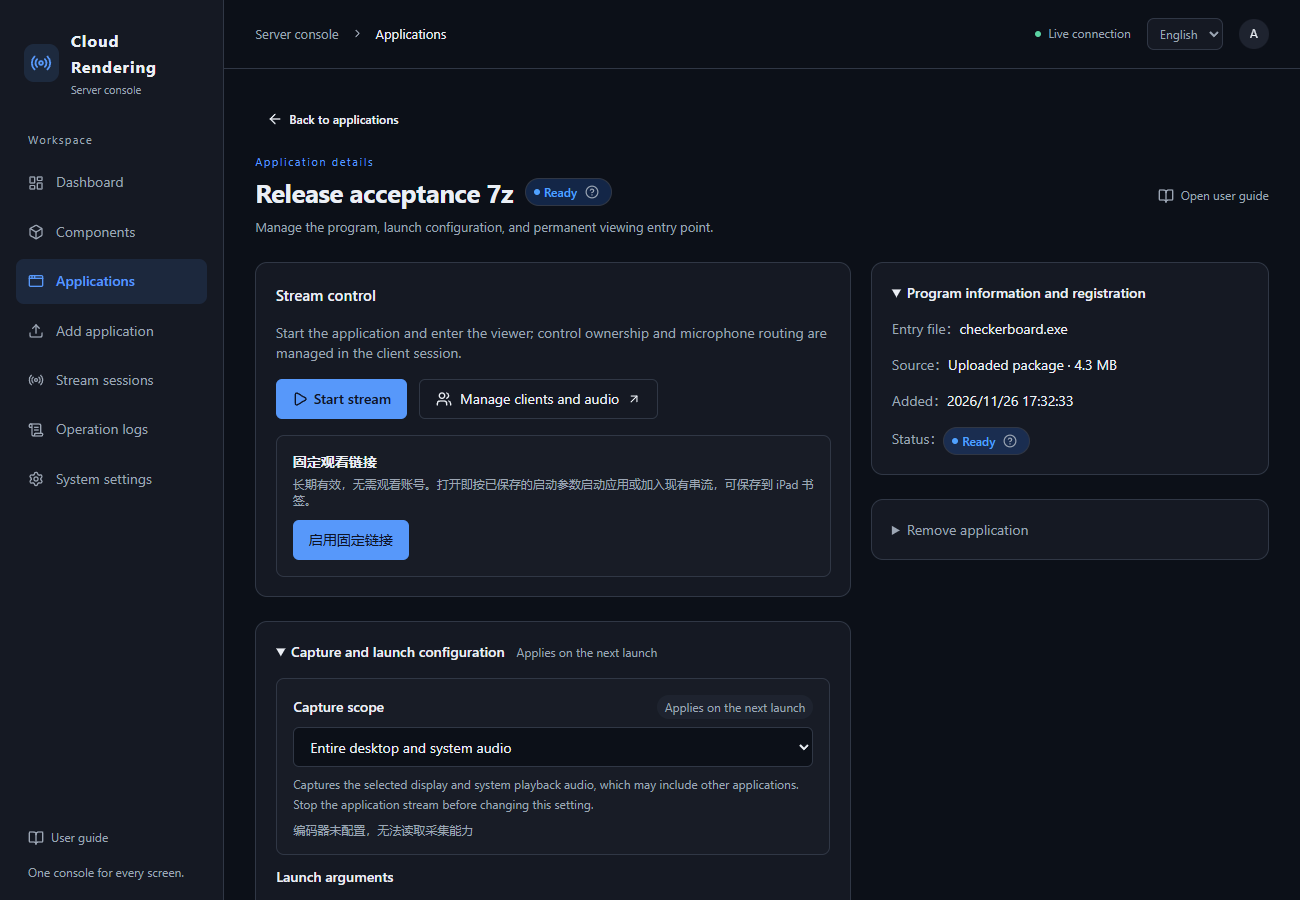 Cloud
Rendering
Server console
Workspace
Dashboard
Components
Applications
Add application
Stream sessions
Operation logs
System settings
User guide
One console for every screen.
Server console
Applications
Live connection
English
A
Back to applications
Application details
Release acceptance 7z
Ready
Open user guide
Manage the program, launch configuration, and permanent viewing entry point.
Stream control
Start the application and enter the viewer; control ownership and microphone routing are
managed in the client session.
Start stream
Manage clients and audio
固定观看链接
长期有效，无需观看账号。打开即按已保存的启动参数启动应用或加入现有串流，可保存到 iPad 书
签。
启用固定链接
Capture and launch configuration
Applies on the next launch
Capture scope
Applies on the next launch
Entire desktop and system audio
Captures the selected display and system playback audio, which may include other applications.
Stop the application stream before changing this setting.
编码器未配置，无法读取采集能力
Launch arguments
Program information and registration
Entry file：checkerboard.exe
Source：Uploaded package · 4.3 MB
Added：2026/11/26 17:32:33
Status：Ready
Remove application